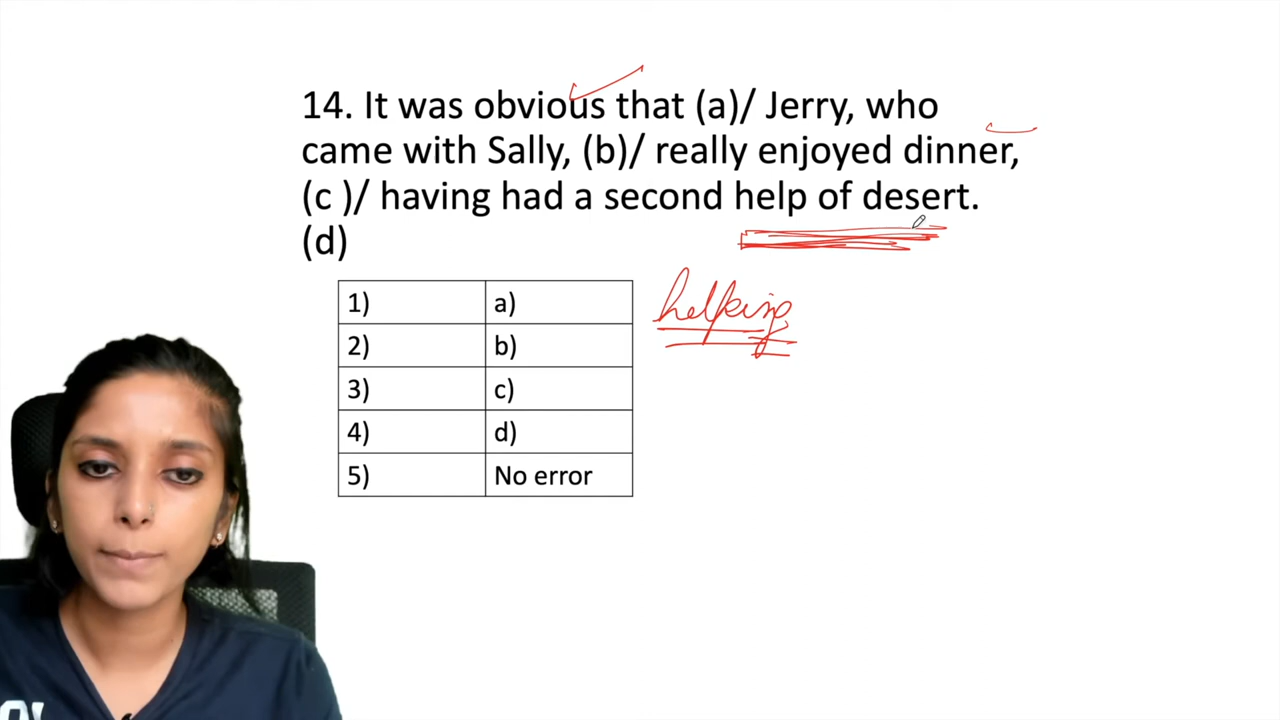 14. It was obvious that (a)/ Jerry, who
came with Sally, (b)/ really enjoyed dinner,
(c )/ having had a second help of desert.
(d)
helping
1) a)
2) b)
3) c)
4) d)
5) No error